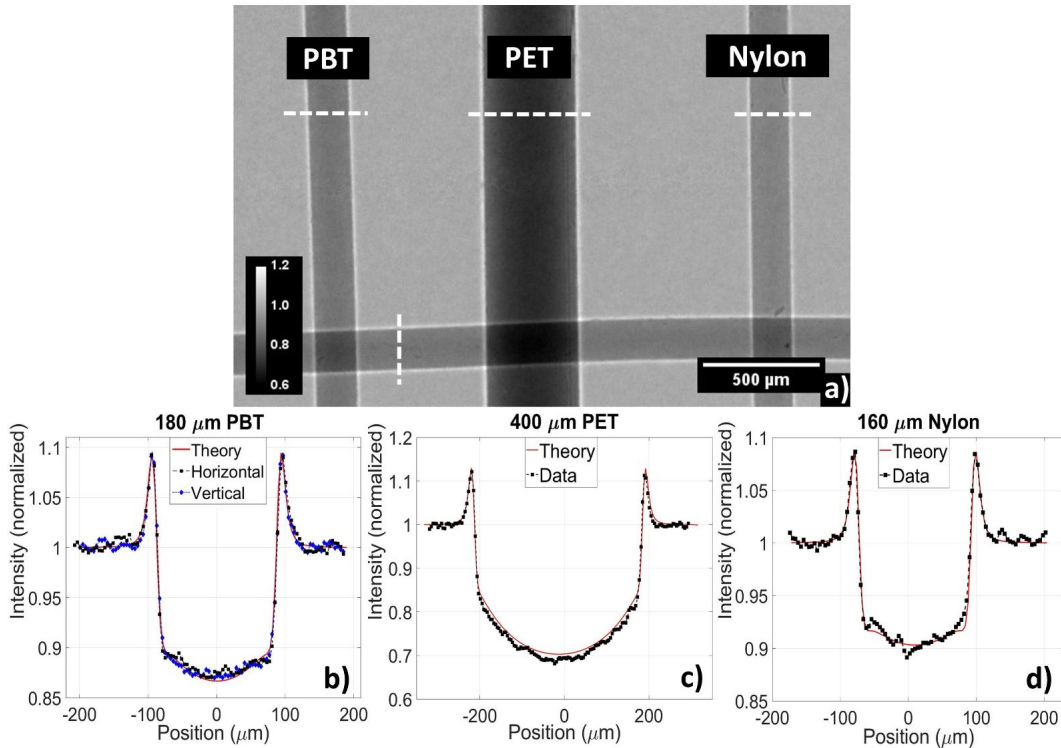 PBT
PET
Nylon
1.2
1.0
0.8
0.6
500 μm
a)
180 μm PBT
Intensity (normalized)
1.1
1.05
1
0.95
0.9
0.85
Theory
Horizontal
Vertical
b)
-200 -100 0 100 200
Position (μm)
400 μm PET
Intensity (normalized)
1.2
1.1
1
0.9
0.8
0.7
0.6
Theory
Data
c)
-200 0 200
Position (μm)
160 μm Nylon
Intensity (normalized)
1.1
1.05
1
0.95
0.9
0.85
Theory
Data
d)
-200 -100 0 100 200
Position (μm)